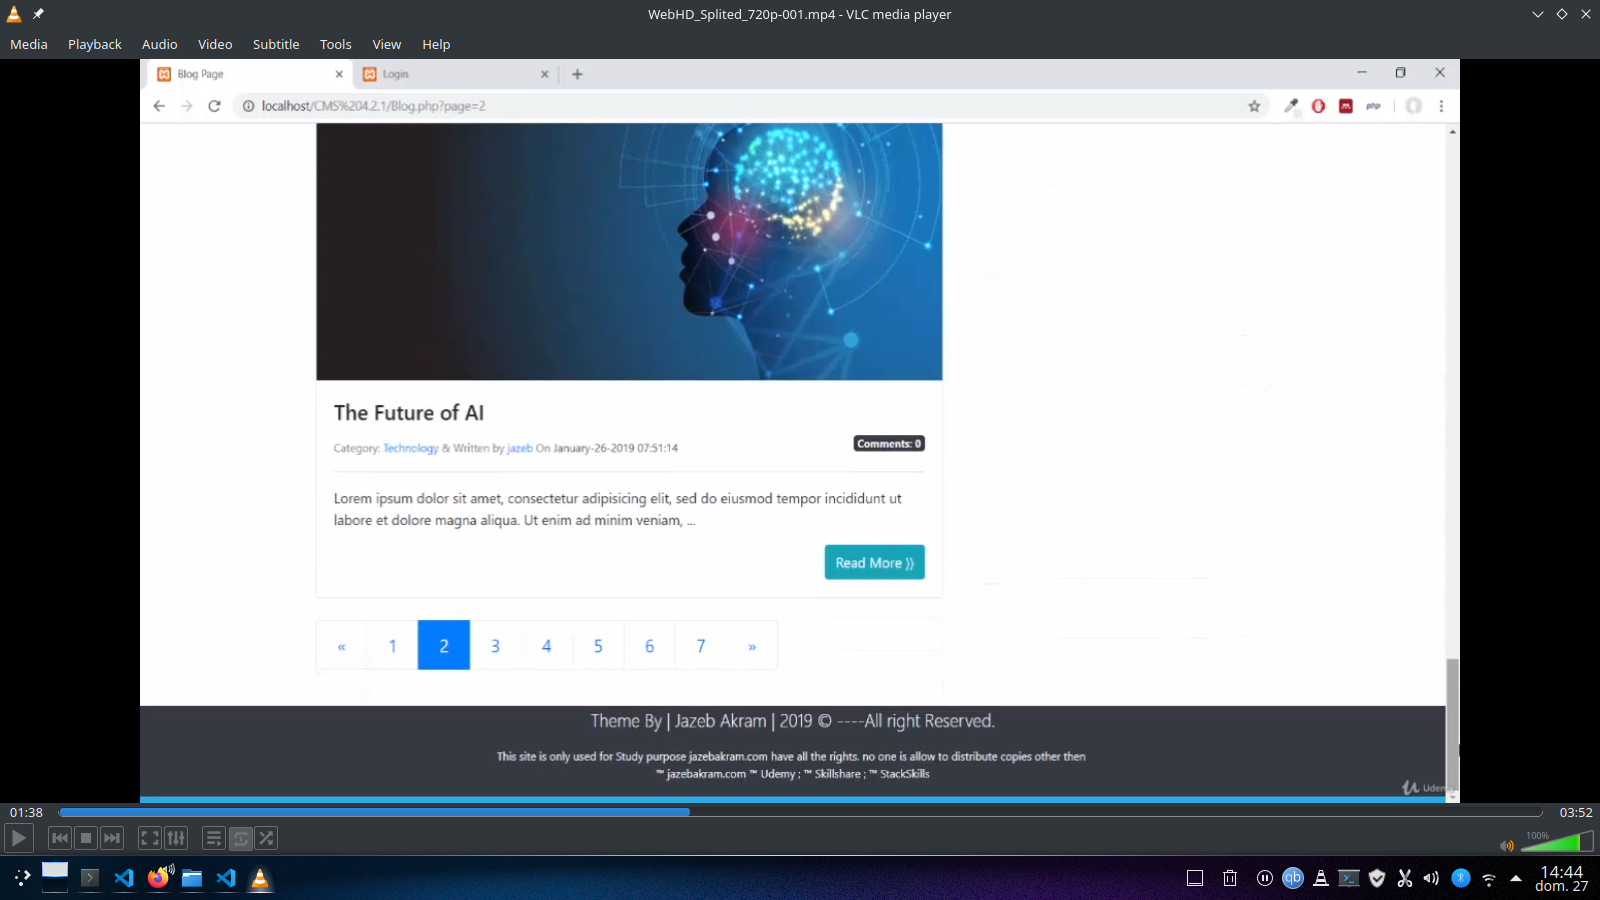 WebHD_Splited_720p-001.mp4 - VLC media player
Media Playback Audio Video Subtitle Tools View Help
Blog Page
Login
localhost/CMS%204.2.1/Blog.php?page=2
php
The Future of AI
Category: Technology & Written by jazeb On January-26-2019 07:51:14
Comments: 0
Lorem ipsum dolor sit amet, consectetur adipisicing elit, sed do eiusmod tempor incididunt ut
labore et dolore magna aliqua. Ut enim ad minim veniam, ...
Read More ⟩⟩
« 1 2 3 4 5 6 7 »
Theme By | Jazeb Akram | 2019 © ----All right Reserved.
This site is only used for Study purpose jazebakram.com have all the rights. no one is allow to distribute copies other then
™ jazebakram.com ™ Udemy ; ™ Skillshare ; ™ StackSkills
01:38
03:52
100%
qb
14:44
dom. 27